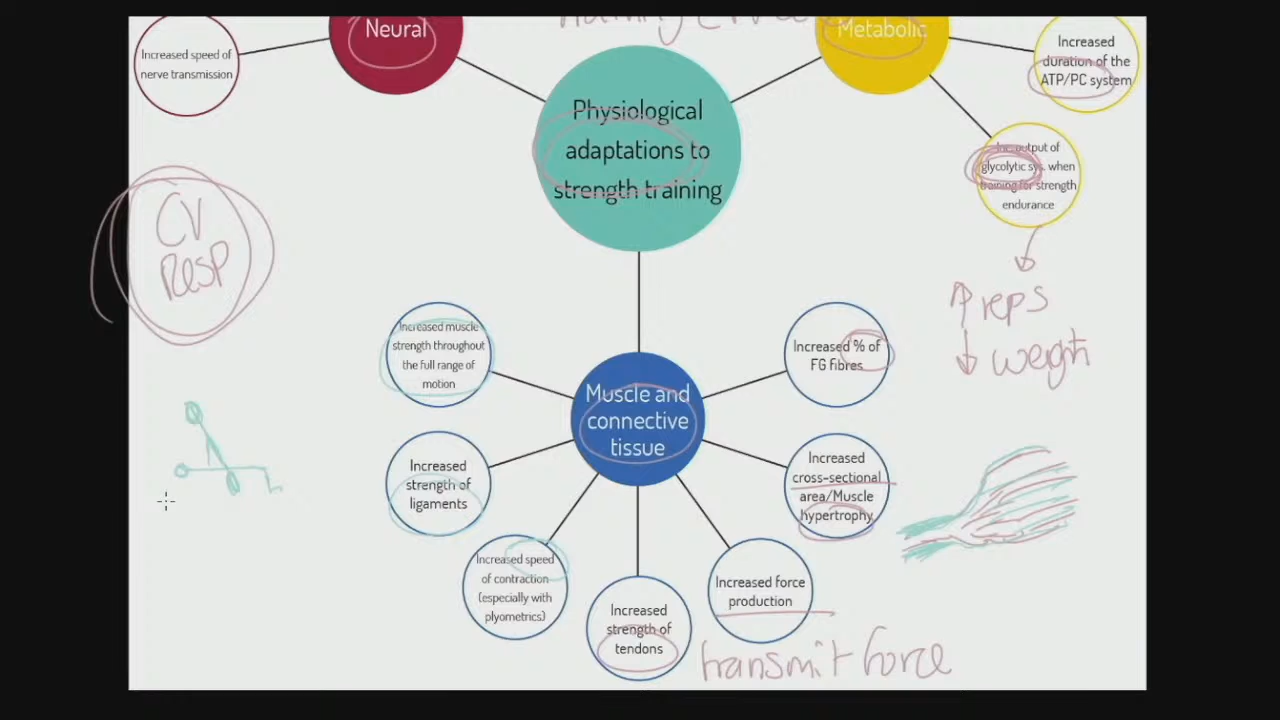 Neural
Metabolic
Increased speed of
nerve transmission
Increased
duration of the
ATP/PC system
Physiological
adaptations to
strength training
Inc. output of
glycolytic sys. when
training for strength
endurance
CV
RESP
↑ reps
↓ weight
Increased muscle
strength throughout
the full range of
motion
Increased % of
FG fibres
Muscle and
connective
tissue
Increased
strength of
ligaments
Increased
cross-sectional
area/Muscle
hypertrophy
Increased speed
of contraction
(especially with
plyometrics)
Increased force
production
Increased
strength of
tendons
transmit force